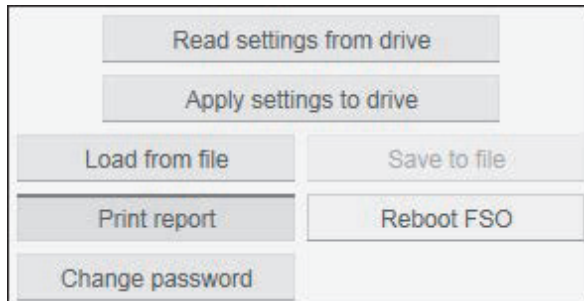 Read settings from drive
Apply settings to drive
Load from file
Save to file
Print report
Reboot FSO
Change password